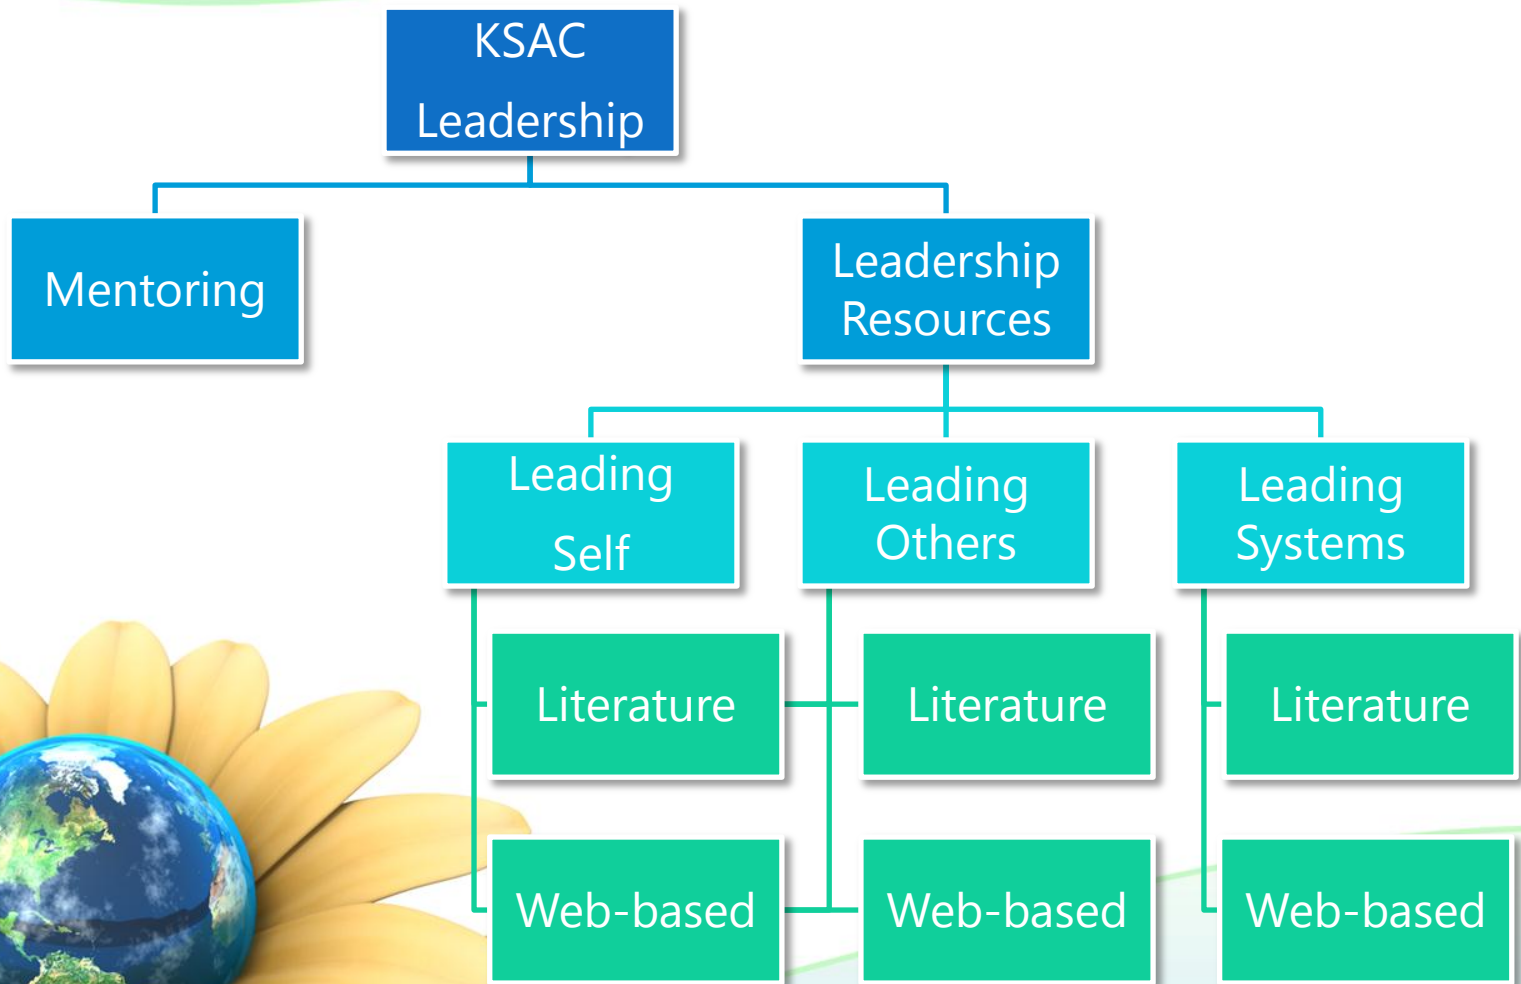 KSAC
Leadership
Mentoring
Leadership
Resources
Leading
Self
Leading
Others
Leading
Systems
Literature
Literature
Literature
Web-based
Web-based
Web-based